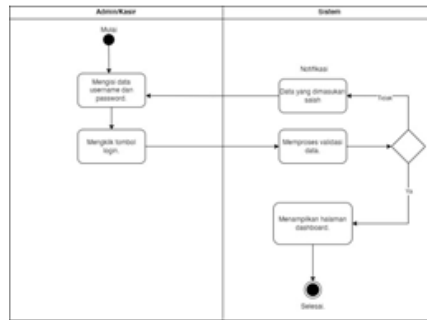 Admin/Kasir
Sistem
Mulai
Notifikasi
Mengisi data
username dan
password.
Data yang dimasukan
salah
Tidak
Mengklik tombol
login.
Memproses validasi
data.
Ya
Menampilkan halaman
dashboard.
Selesai.